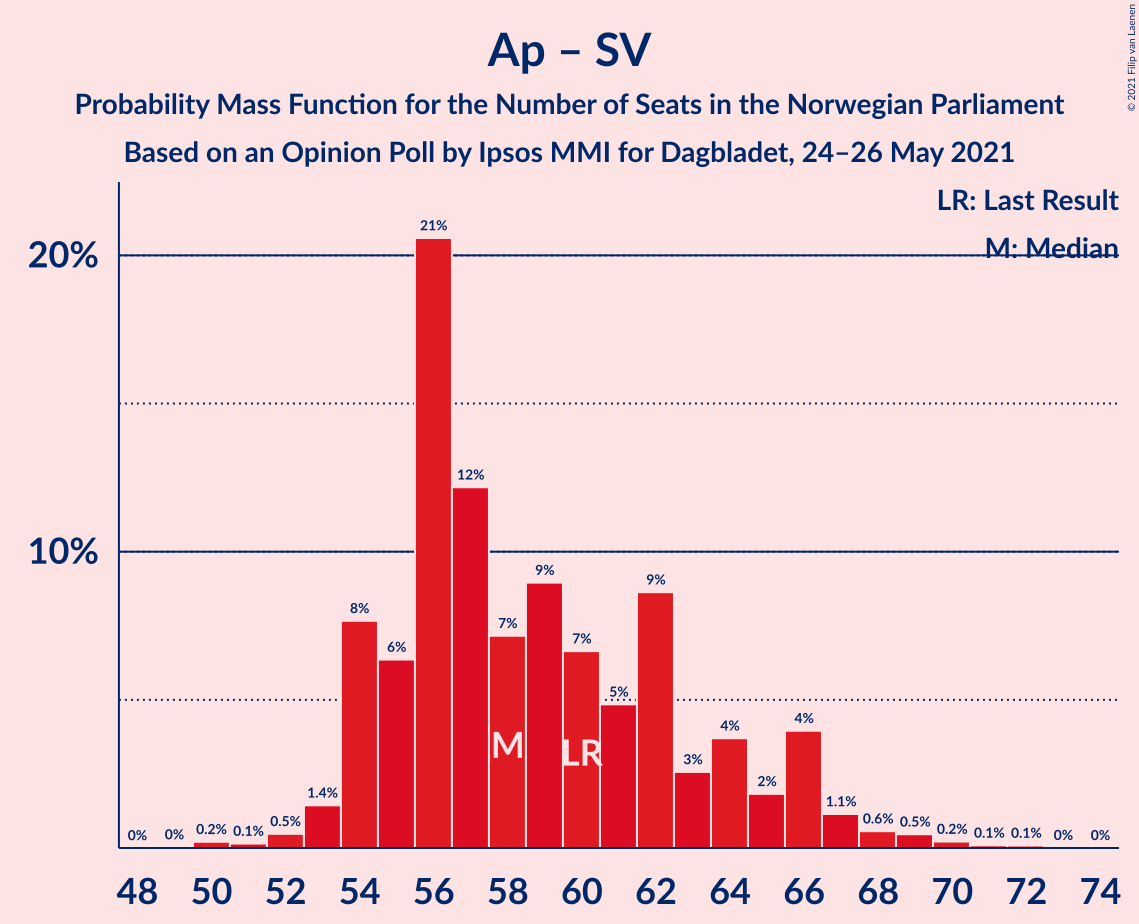 Ap – SV
Probability Mass Function for the Number of Seats in the Norwegian Parliament
Based on an Opinion Poll by Ipsos MMI for Dagbladet, 24–26 May 2021
© 2021 Filip van Laenen
LR: Last Result
M: Median
20%
10%
0% 0% 0.2% 0.1% 0.5% 1.4% 8% 6% 21% 12% 7% 9% 7% 5% 9% 3% 4% 2% 4% 1.1% 0.6% 0.5% 0.2% 0.1% 0.1% 0% 0%
M LR
48 50 52 54 56 58 60 62 64 66 68 70 72 74